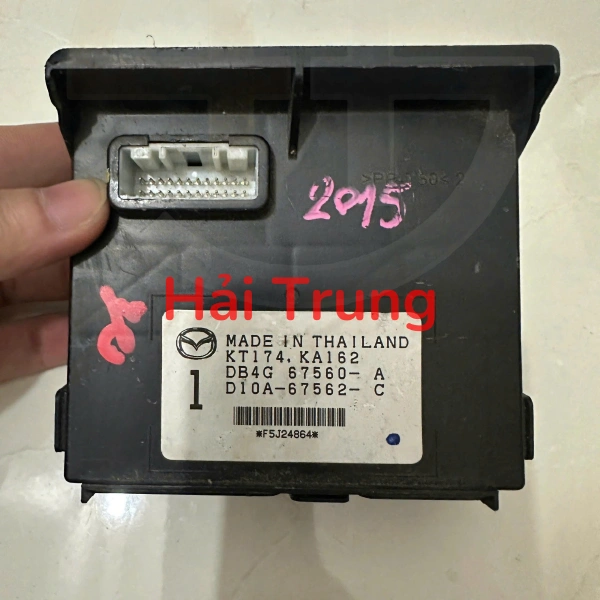 2015
Hải Trung
MADE IN THAILAND
KT174, KA162
DB4G 67560- A
1
D10A-67562- C
*F5J24864*